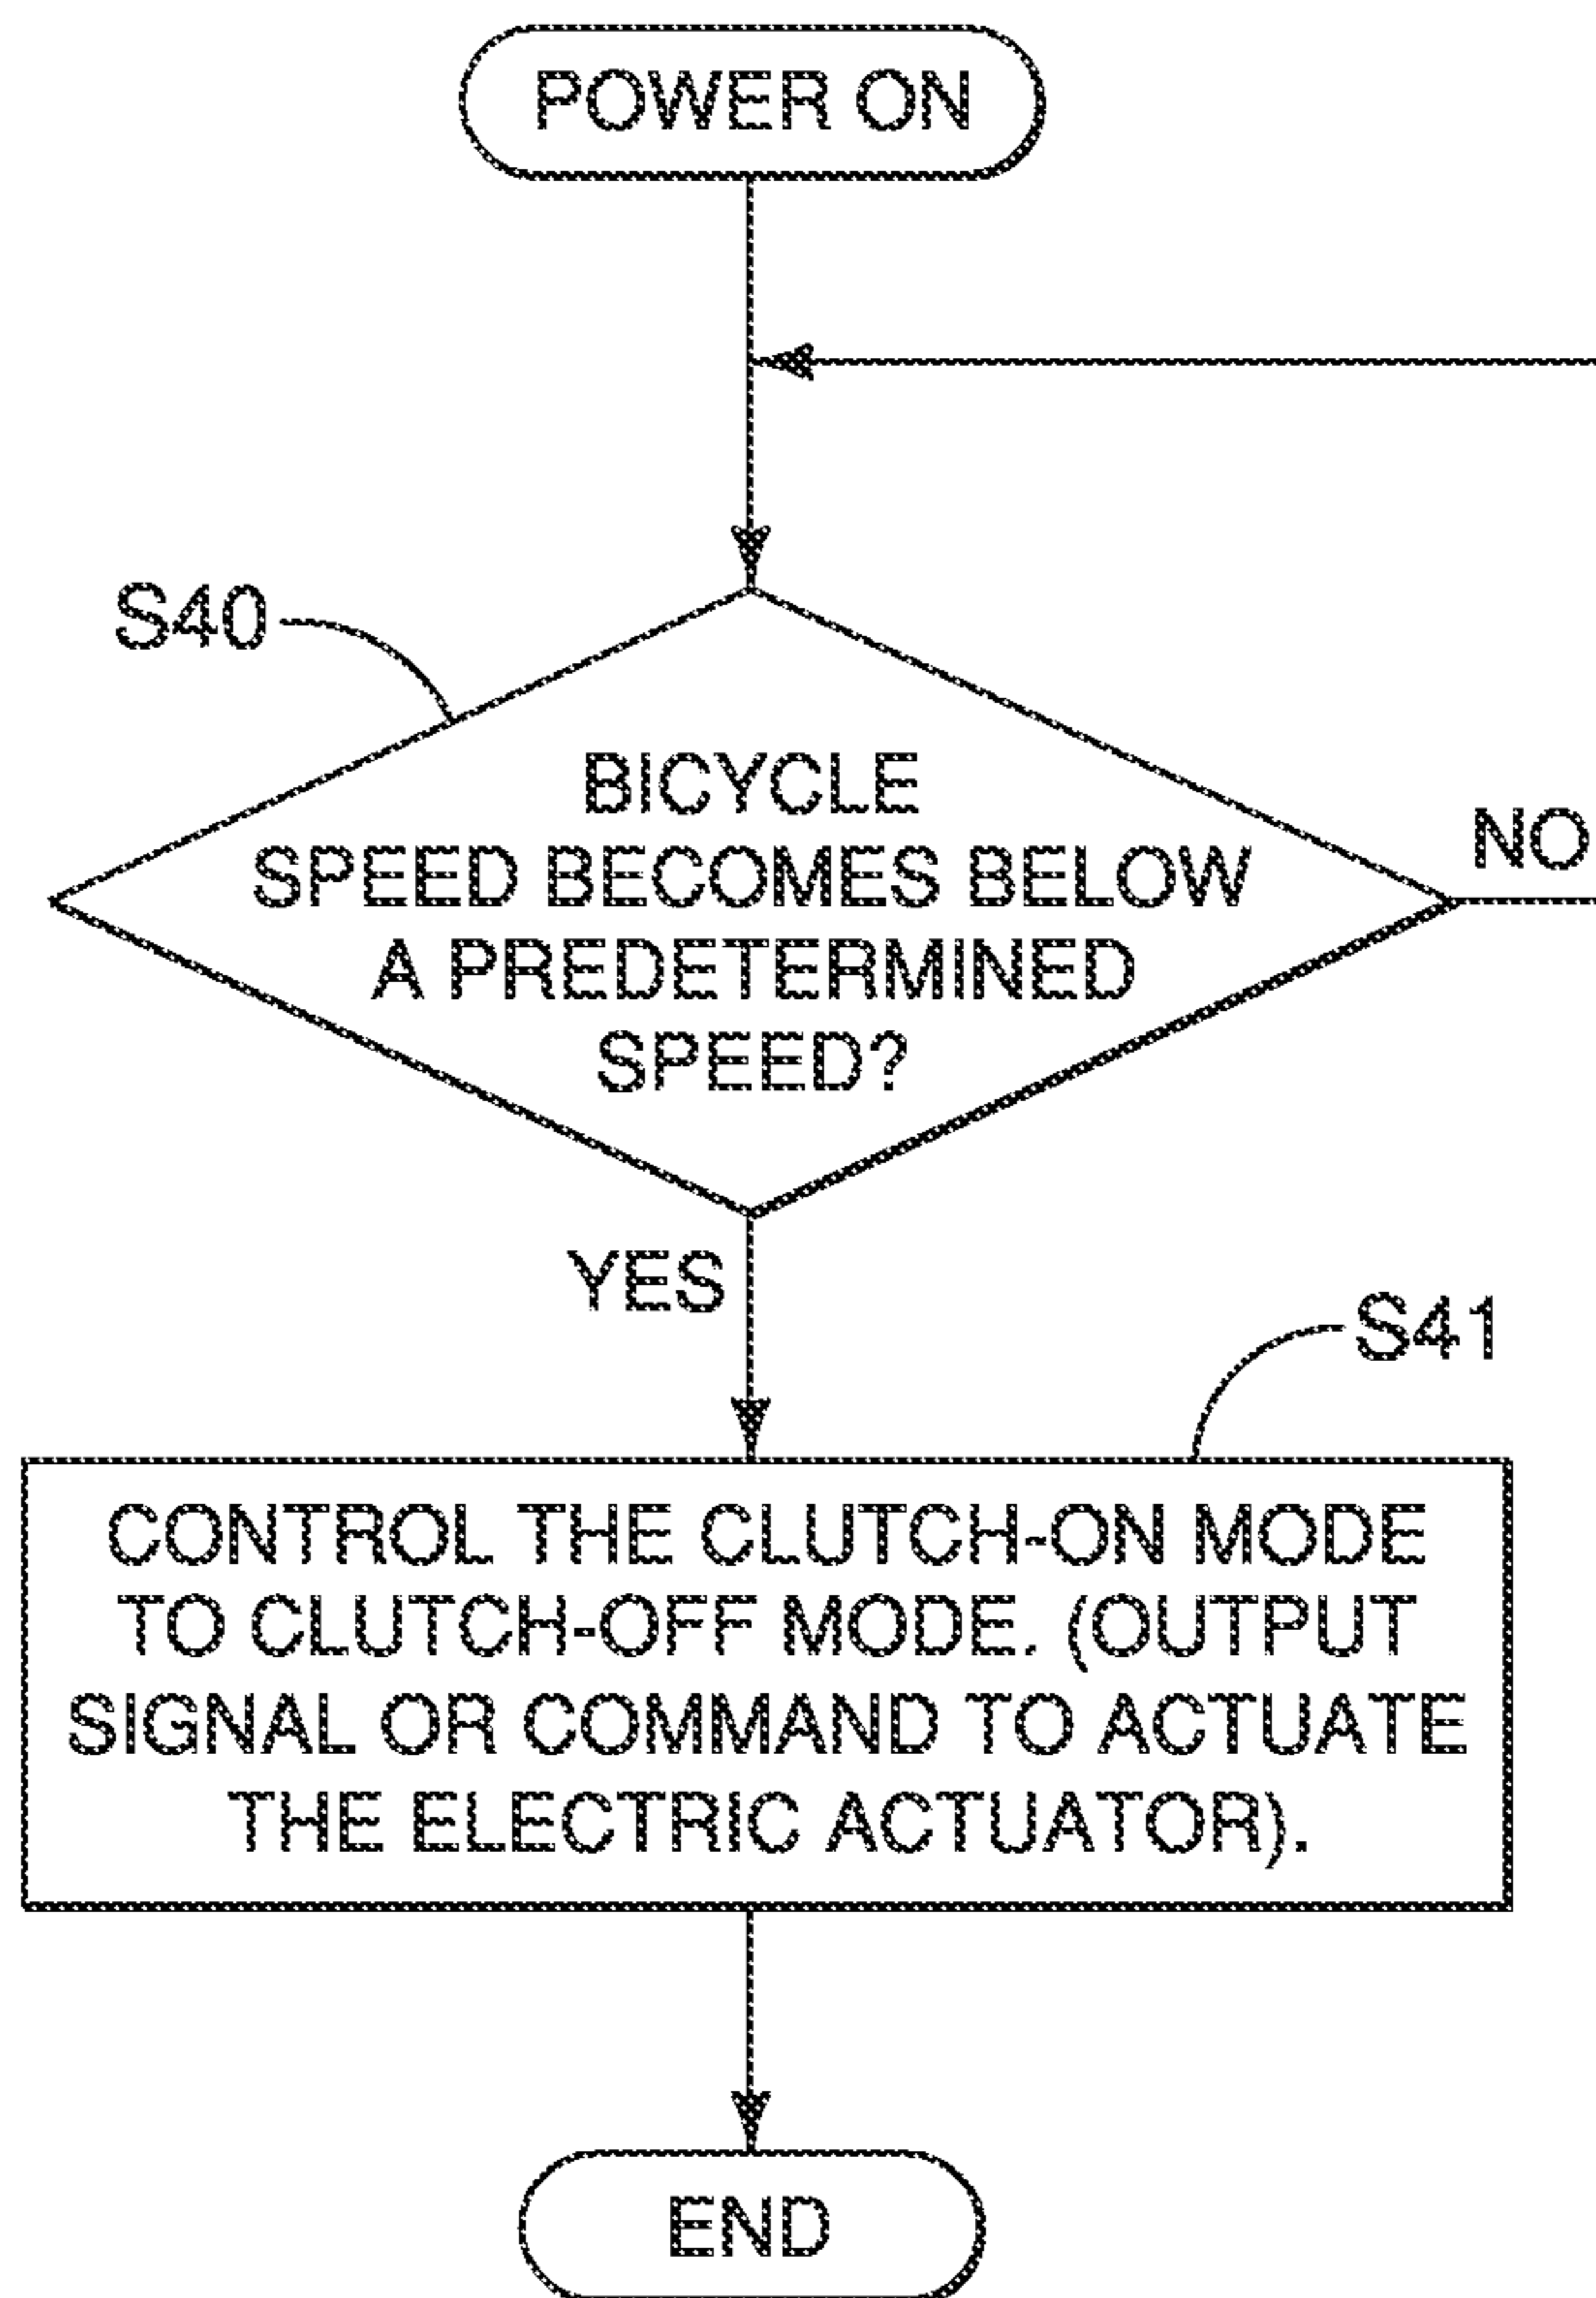 POWER ON
S40
BICYCLE
SPEED BECOMES BELOW
A PREDETERMINED
SPEED?
NO
YES
S41
CONTROL THE CLUTCH-ON MODE
TO CLUTCH-OFF MODE. (OUTPUT
SIGNAL OR COMMAND TO ACTUATE
THE ELECTRIC ACTUATOR).
END